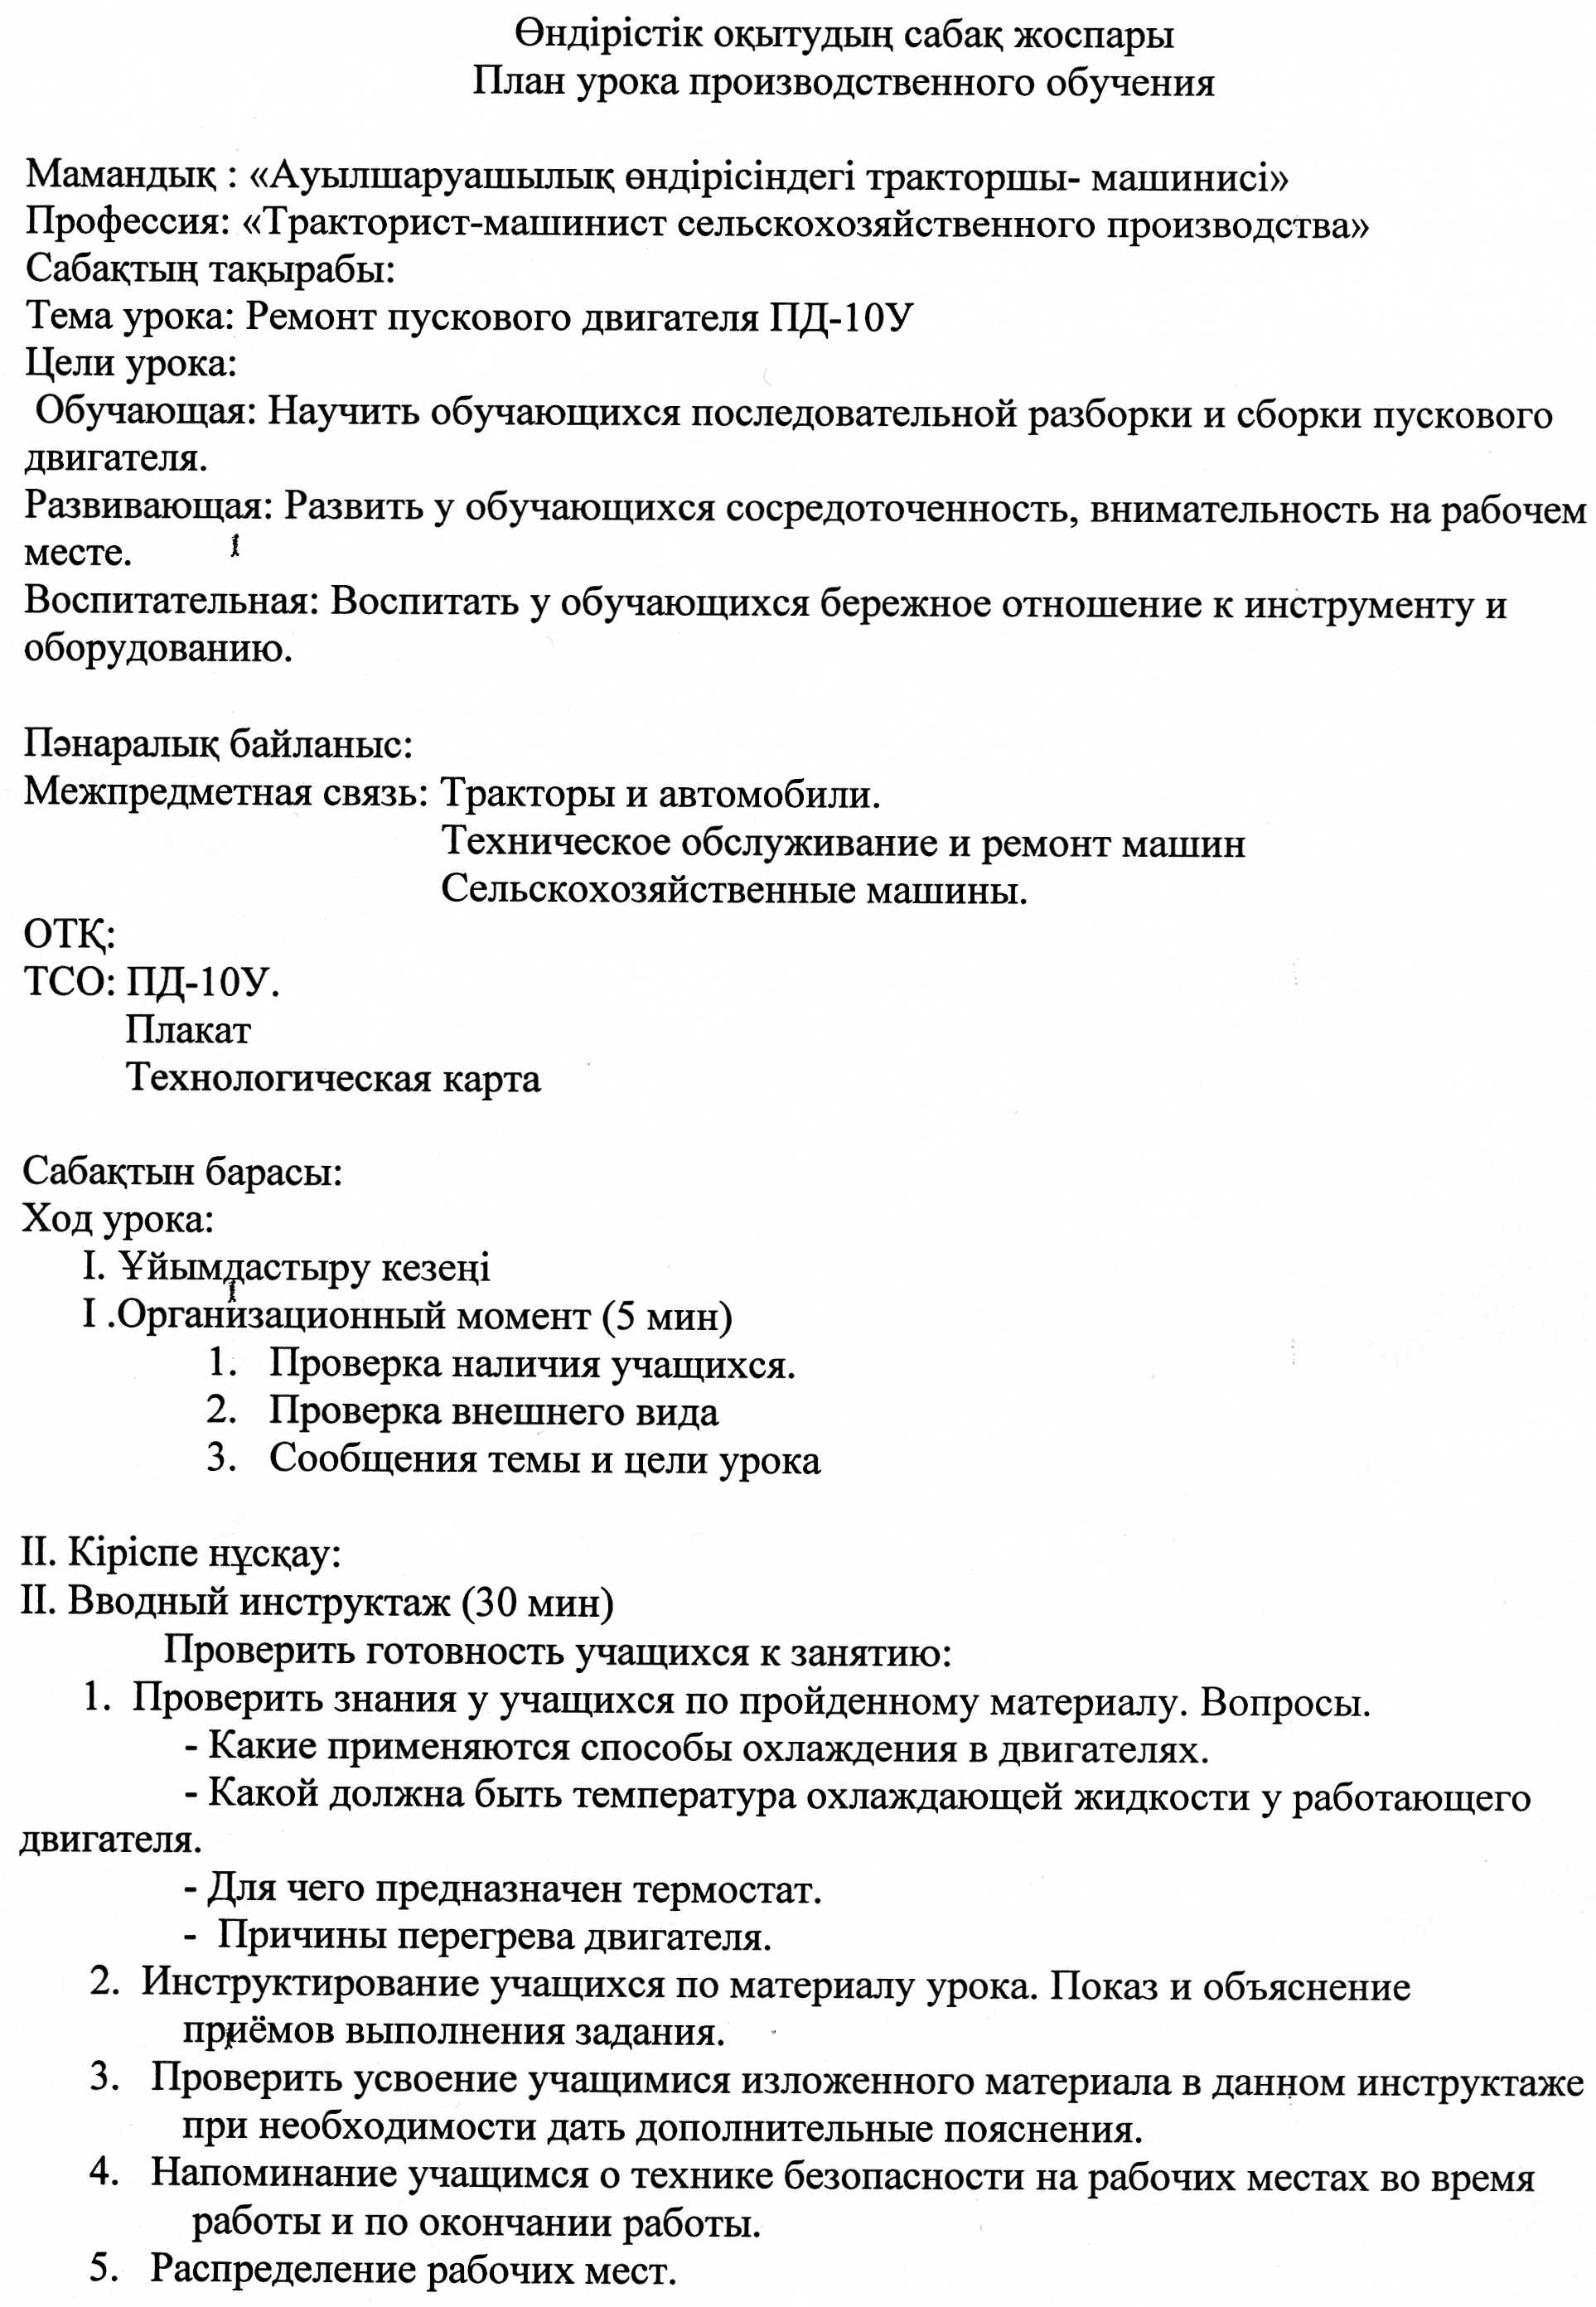 Өндірістік оқытудың сабақ жоспары
План урока производственного обучения
Мамандық : «Ауылшаруашылық өндірісіндегі тракторшы- машинисі»
Профессия: «Тракторист-машинист сельскохозяйственного производства»
Сабақтың тақырабы:
Тема урока: Ремонт пускового двигателя ПД-10У
Цели урока:
Обучающая: Научить обучающихся последовательной разборки и сборки пускового
двигателя.
Развивающая: Развить у обучающихся сосредоточенность, внимательность на рабочем
месте.
Воспитательная: Воспитать у обучающихся бережное отношение к инструменту и
оборудованию.
Пәнаралық байланыс:
Межпредметная связь: Тракторы и автомобили.
Техническое обслуживание и ремонт машин
Сельскохозяйственные машины.
ОТҚ:
ТСО: ПД-10У.
Плакат
Технологическая карта
Сабақтын барасы:
Ход урока:
I. Ұйымдастыру кезеңі
I .Организационный момент (5 мин)
1. Проверка наличия учащихся.
2. Проверка внешнего вида
3. Сообщения темы и цели урока
II. Кіріспе нұсқау:
II. Вводный инструктаж (30 мин)
Проверить готовность учащихся к занятию:
1. Проверить знания у учащихся по пройденному материалу. Вопросы.
- Какие применяются способы охлаждения в двигателях.
- Какой должна быть температура охлаждающей жидкости у работающего
двигателя.
- Для чего предназначен термостат.
- Причины перегрева двигателя.
2. Инструктирование учащихся по материалу урока. Показ и объяснение
приёмов выполнения задания.
3. Проверить усвоение учащимися изложенного материала в данном инструктаже
при необходимости дать дополнительные пояснения.
4. Напоминание учащимся о технике безопасности на рабочих местах во время
работы и по окончании работы.
5. Распределение рабочих мест.